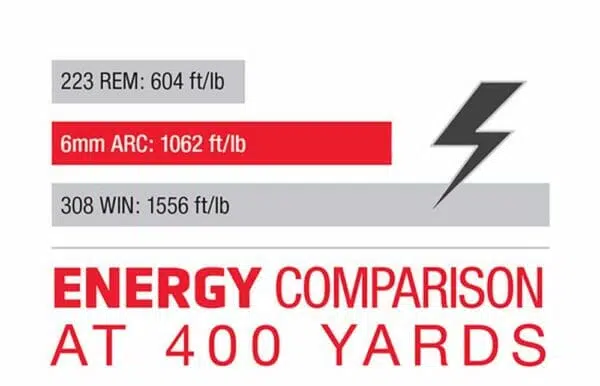 223 REM: 604 ft/lb
6mm ARC: 1062 ft/lb
308 WIN: 1556 ft/lb
ENERGY COMPARISON
AT 400 YARDS